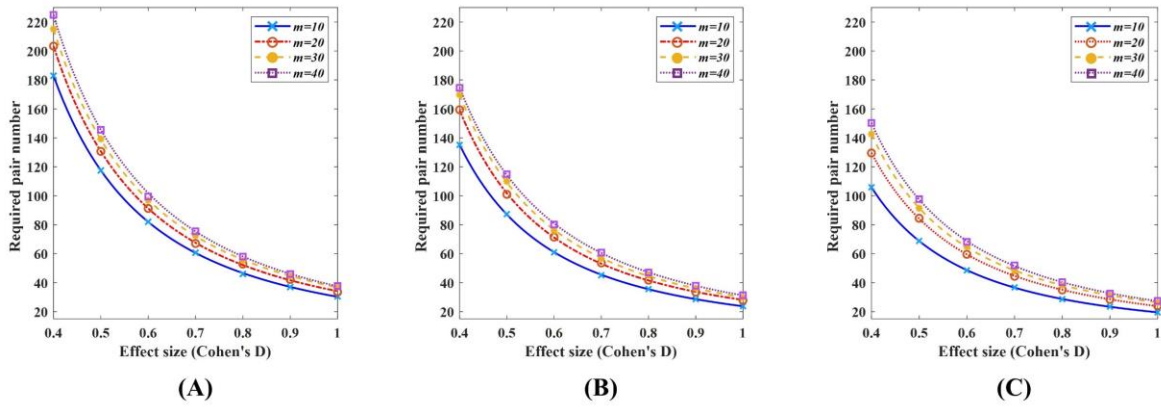 220
200
180
160
140
120
100
80
60
40
20
Required pair number
0.4 0.5 0.6 0.7 0.8 0.9 1
Effect size (Cohen's D)
m=10
m=20
m=30
m=40
(A)
220
200
180
160
140
120
100
80
60
40
20
Required pair number
0.4 0.5 0.6 0.7 0.8 0.9 1
Effect size (Cohen's D)
m=10
m=20
m=30
m=40
(B)
220
200
180
160
140
120
100
80
60
40
20
Required pair number
0.4 0.5 0.6 0.7 0.8 0.9 1
Effect size (Cohen's D)
m=10
m=20
m=30
m=40
(C)